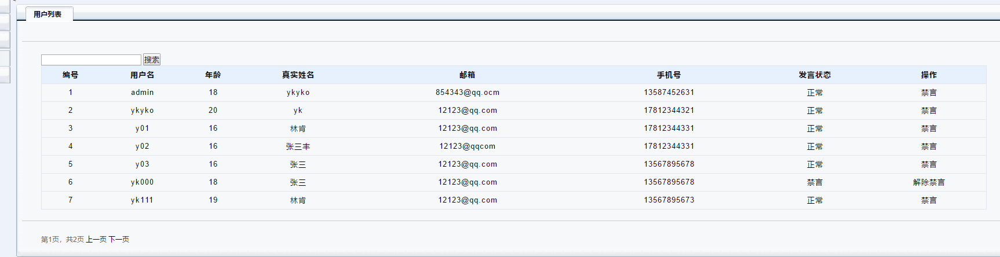 用户列表
搜索
编号 用户名 年龄 真实姓名 邮箱 手机号 发言状态 操作
1 admin 18 ykyko 854343@qq.ocm 13587452631 正常 禁言
2 ykyko 20 yk 12123@qq.com 17812344321 正常 禁言
3 y01 16 林肯 12123@qq.com 17812344331 正常 禁言
4 y02 16 张三丰 12123@qqcom 17812344331 正常 禁言
5 y03 16 张三 12123@qq.com 13567895678 正常 禁言
6 yk000 18 张三 12123@qq.com 13567895678 禁言 解除禁言
7 yk111 19 林肯 12123@qq.com 13567895673 正常 禁言
第1页，共2页 上一页 下一页